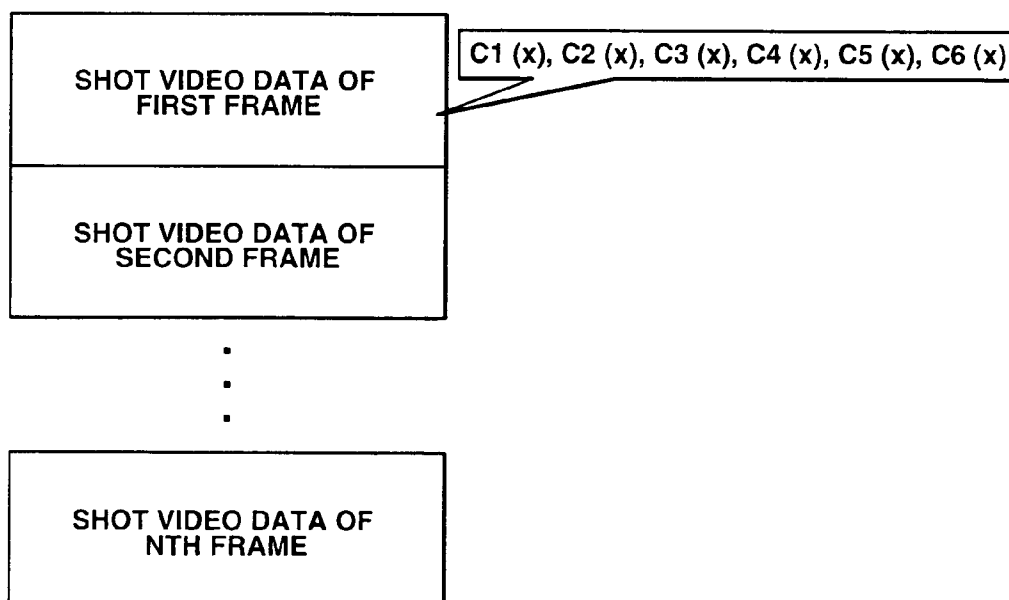 SHOT VIDEO DATA OF
FIRST FRAME
C1 (x), C2 (x), C3 (x), C4 (x), C5 (x), C6 (x)
SHOT VIDEO DATA OF
SECOND FRAME
SHOT VIDEO DATA OF
NTH FRAME